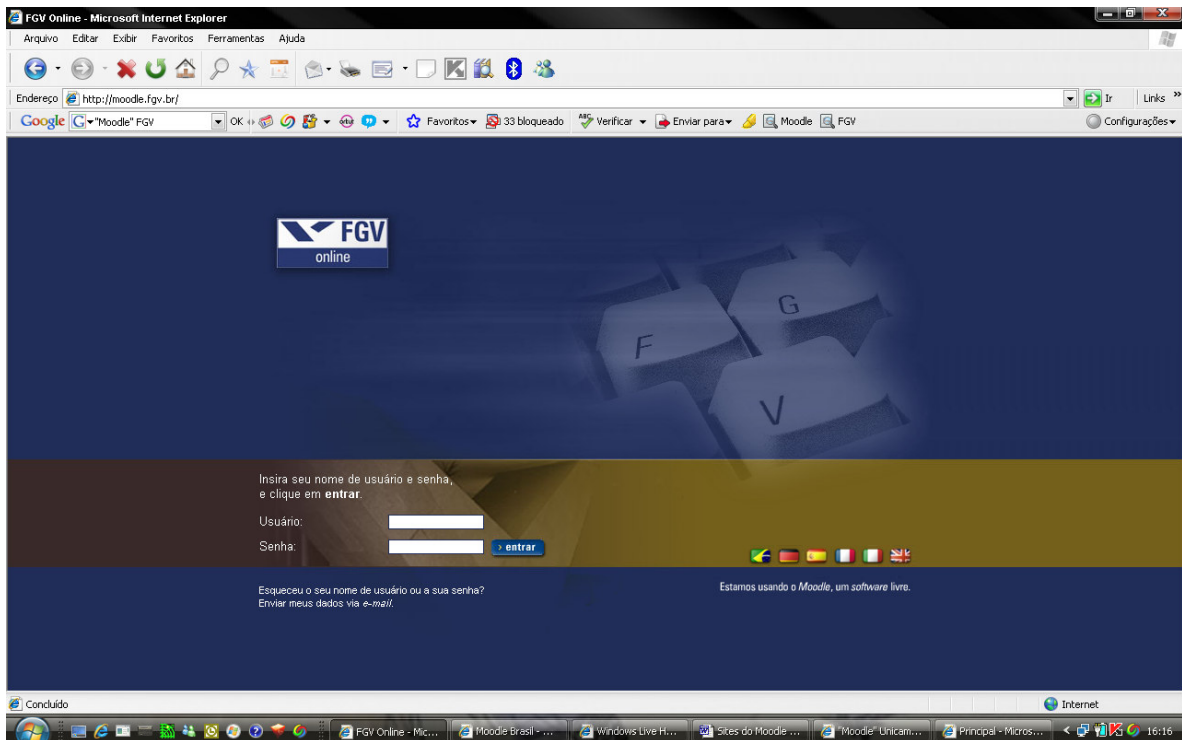 FGV Online - Microsoft Internet Explorer
Arquivo Editar Exibir Favoritos Ferramentas Ajuda
Endereço http://moodle.fgv.br/ Ir Links »
Google G "Moodle" FGV OK Favoritos 33 bloqueado ABC Verificar Enviar para Moodle FGV Configurações
FGV
online
G
F
V
Insira seu nome de usuário e senha,
e clique em entrar.
Usuário:
Senha: › entrar
Esqueceu o seu nome de usuário ou a sua senha?
Enviar meus dados via e-mail.
Estamos usando o Moodle, um software livre.
Concluído Internet
FGV Online - Mic... Moodle Brasil - ... Windows Live H... Sites do Moodle ... "Moodle" Unicam... Principal - Micros... 16:16